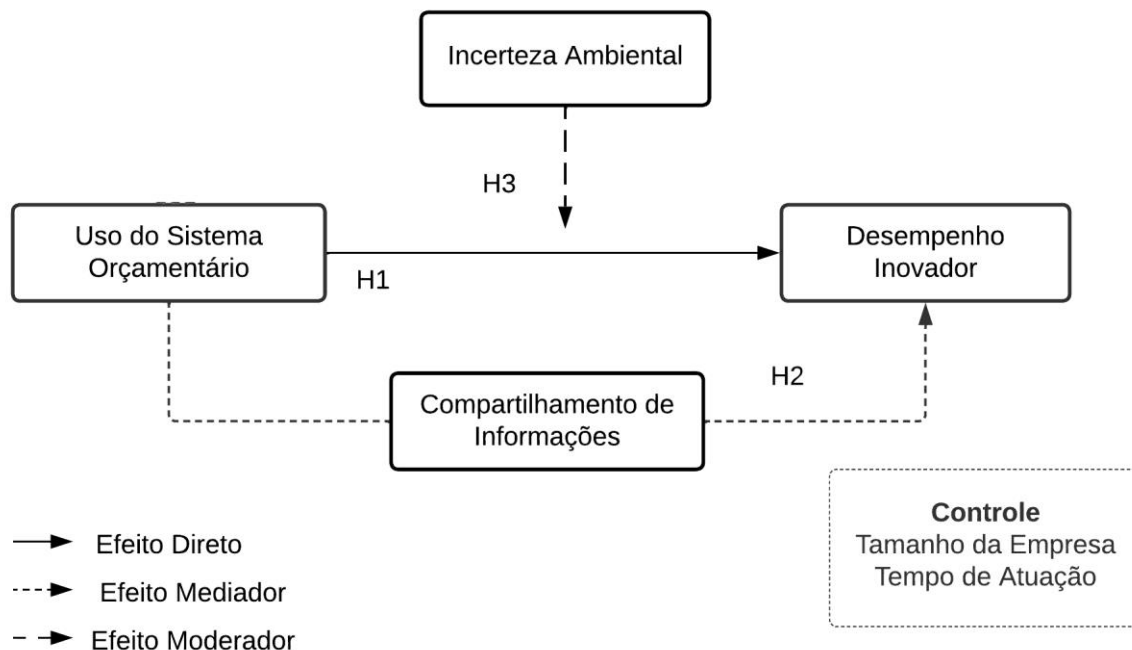 Incerteza Ambiental
H3
Uso do Sistema
Orçamentário
H1
Desempenho
Inovador
H2
Compartilhamento de
Informações
Controle
Tamanho da Empresa
Tempo de Atuação
Efeito Direto
Efeito Mediador
Efeito Moderador